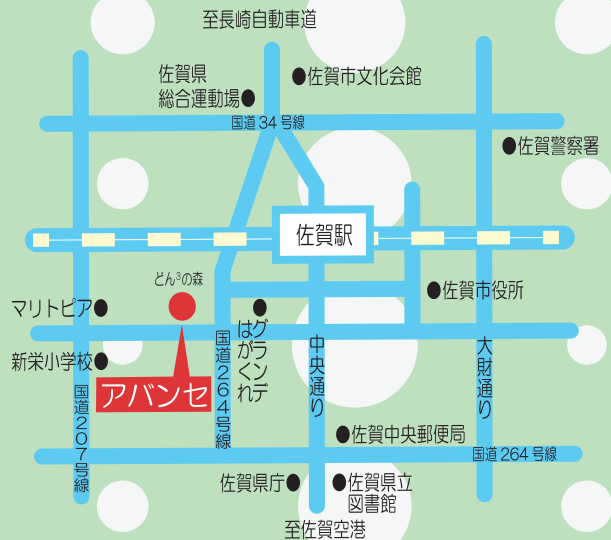 至長崎自動車道
佐賀県
総合運動場
佐賀市文化会館
国道34号線
佐賀警察署
佐賀駅
どん³の森
佐賀市役所
マリトピア
グランデ
はがくれ
新栄小学校
アバンセ
国道207号線
国道264号線
中央通り
大財通り
佐賀中央郵便局
国道264号線
佐賀県庁
佐賀県立
図書館
至佐賀空港